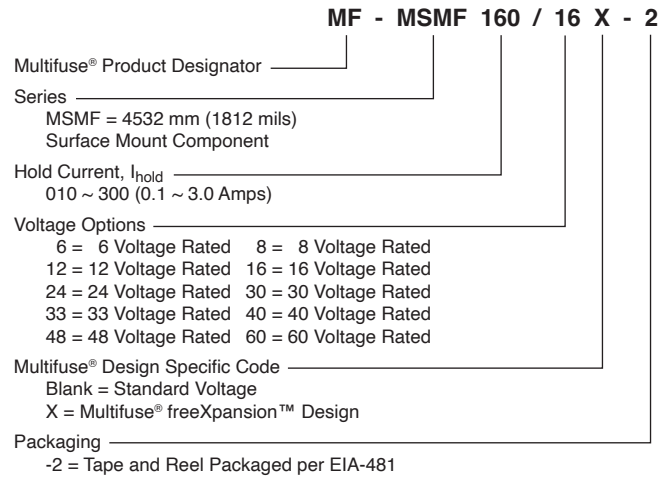 MF - MSMF 160 / 16 X - 2
Multifuse® Product Designator
Series
MSMF = 4532 mm (1812 mils)
Surface Mount Component
Hold Current, Ihold
010 ~ 300 (0.1 ~ 3.0 Amps)
Voltage Options
6 = 6 Voltage Rated 8 = 8 Voltage Rated
12 = 12 Voltage Rated 16 = 16 Voltage Rated
24 = 24 Voltage Rated 30 = 30 Voltage Rated
33 = 33 Voltage Rated 40 = 40 Voltage Rated
48 = 48 Voltage Rated 60 = 60 Voltage Rated
Multifuse® Design Specific Code
Blank = Standard Voltage
X = Multifuse® freeXpansion™ Design
Packaging
-2 = Tape and Reel Packaged per EIA-481